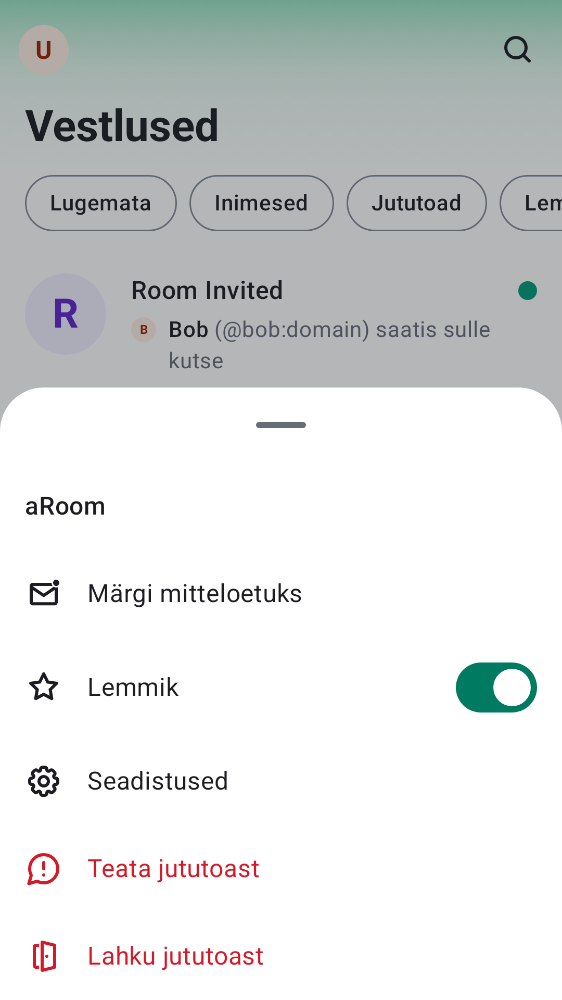 U
Vestlused
Lugemata
Inimesed
Jututoad
Lem
R
Room Invited
B
Bob (@bob:domain) saatis sulle
kutse
aRoom
Märgi mitteloetuks
Lemmik
Seadistused
Teata jututoast
Lahku jututoast